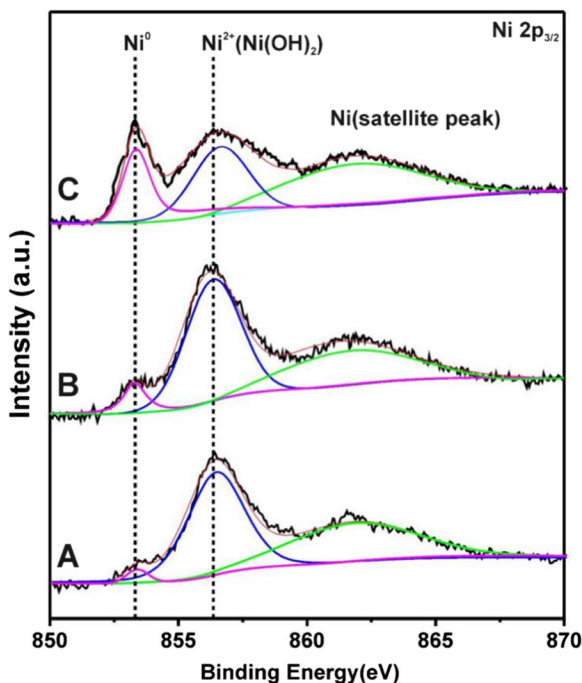 Ni 2p3/2
Ni⁰
Ni²⁺(Ni(OH)₂)
Ni(satellite peak)
C
B
A
Intensity (a.u.)
850
855
860
865
870
Binding Energy(eV)